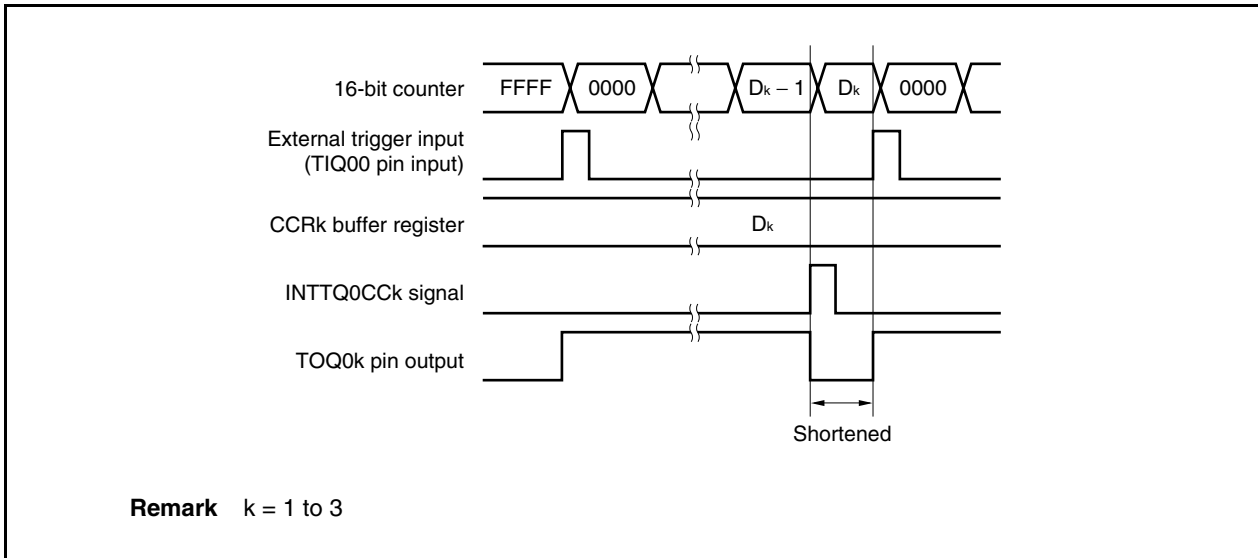 16-bit counter FFFF 0000 Dk − 1 Dk 0000
External trigger input
(TIQ00 pin input)
CCRk buffer register Dk
INTTQ0CCk signal
TOQ0k pin output
Shortened
Remark k = 1 to 3